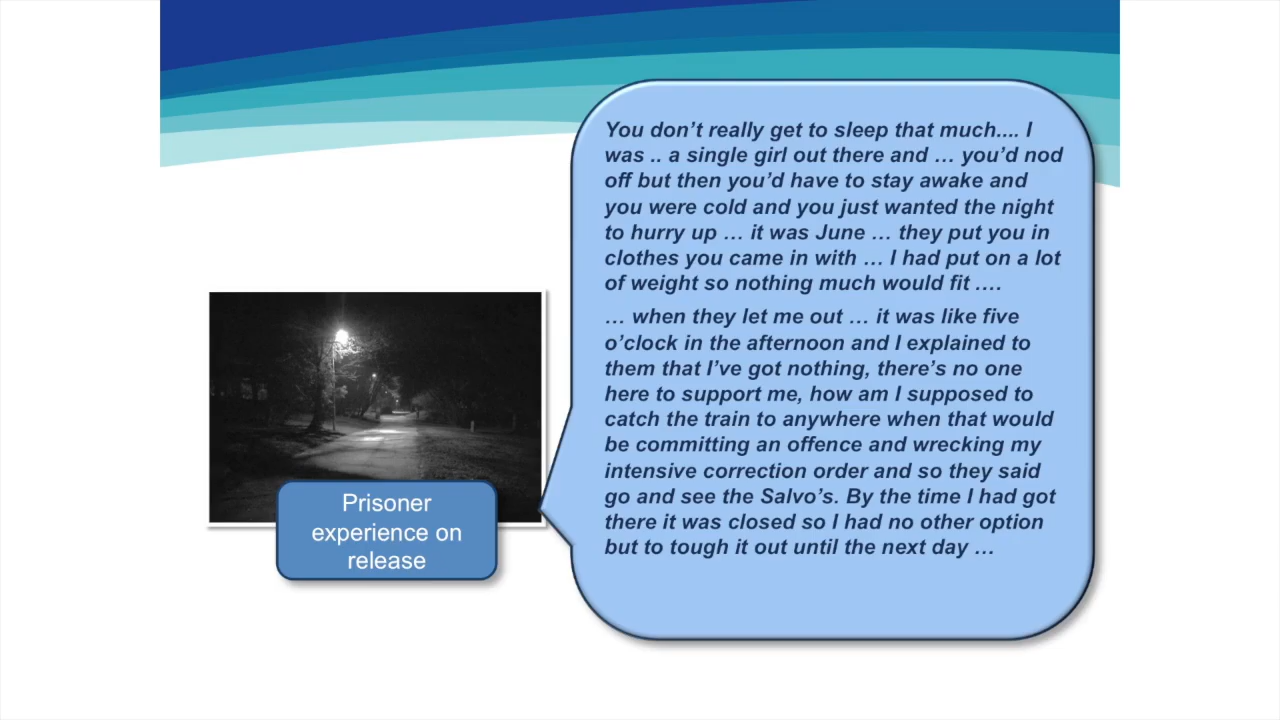 You don’t really get to sleep that much.... I
was .. a single girl out there and … you’d nod
off but then you’d have to stay awake and
you were cold and you just wanted the night
to hurry up … it was June … they put you in
clothes you came in with … I had put on a lot
of weight so nothing much would fit ….
… when they let me out … it was like five
o’clock in the afternoon and I explained to
them that I’ve got nothing, there’s no one
here to support me, how am I supposed to
catch the train to anywhere when that would
be committing an offence and wrecking my
intensive correction order and so they said
go and see the Salvo’s. By the time I had got
there it was closed so I had no other option
but to tough it out until the next day …
Prisoner
experience on
release